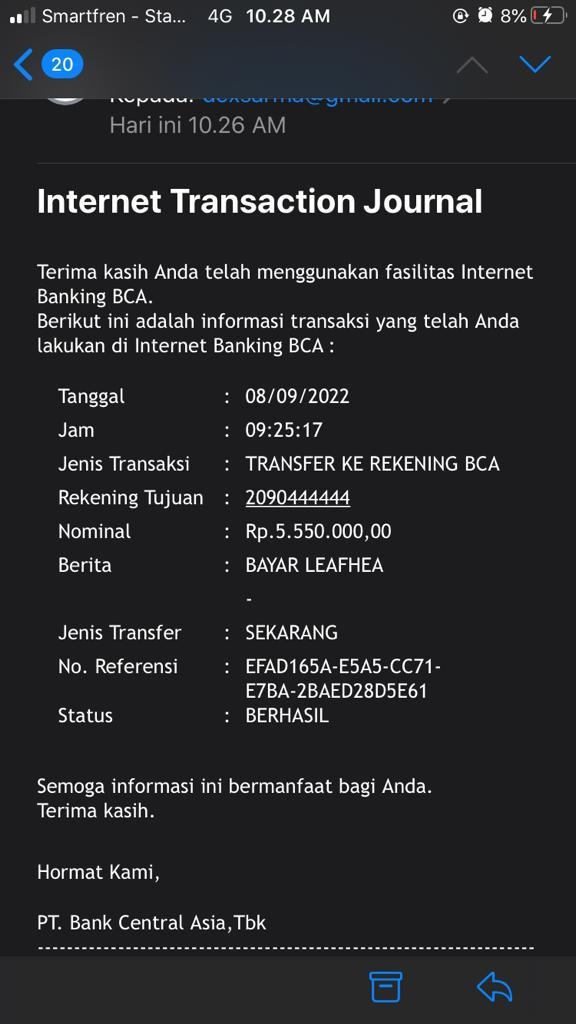 Smartfren - Sta... 4G 10.28 AM 8%
20
Kepada: dexsarma@gmail.com
Hari ini 10.26 AM
Internet Transaction Journal
Terima kasih Anda telah menggunakan fasilitas Internet
Banking BCA.
Berikut ini adalah informasi transaksi yang telah Anda
lakukan di Internet Banking BCA :
Tanggal : 08/09/2022
Jam : 09:25:17
Jenis Transaksi : TRANSFER KE REKENING BCA
Rekening Tujuan : 2090444444
Nominal : Rp.5.550.000,00
Berita : BAYAR LEAFHEA
-
Jenis Transfer : SEKARANG
No. Referensi : EFAD165A-E5A5-CC71-
E7BA-2BAED28D5E61
Status : BERHASIL
Semoga informasi ini bermanfaat bagi Anda.
Terima kasih.
Hormat Kami,
PT. Bank Central Asia,Tbk